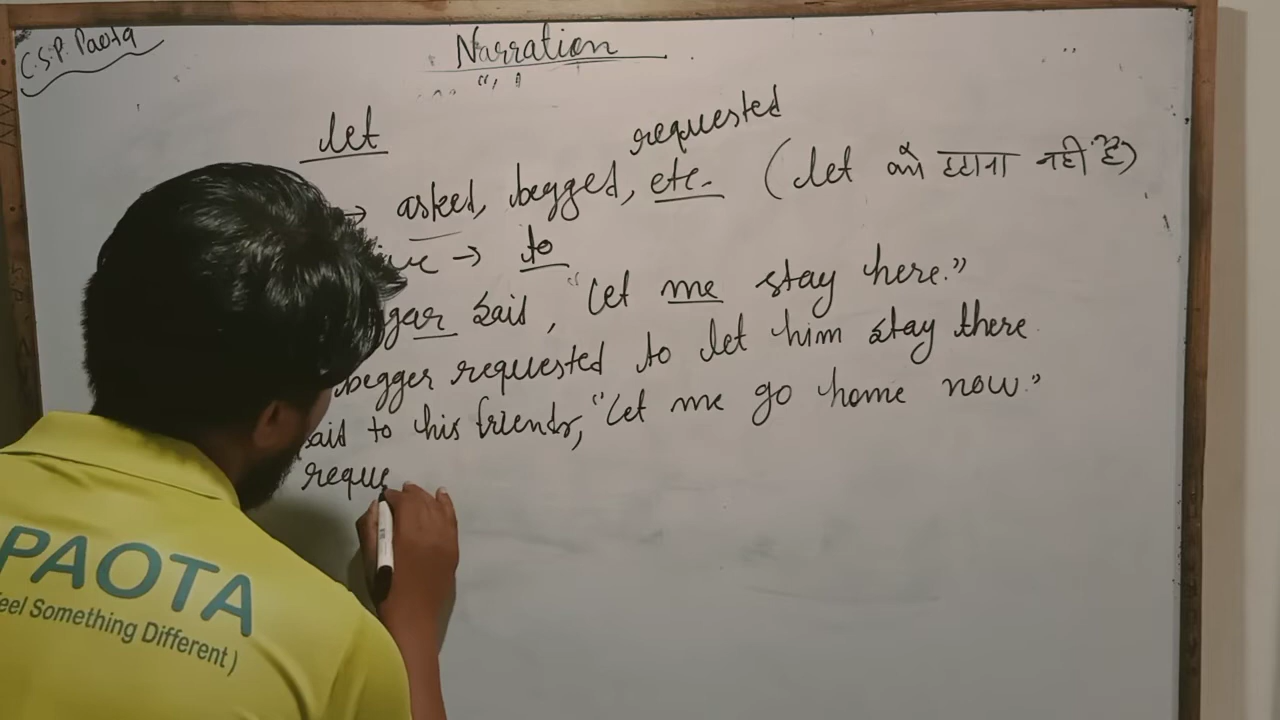 C.S.P. Paota
Narration
", "
let
requested
→ asked, begged, etc. (let को हटाना नहीं है)
→ to
said, "Let me stay here."
begger requested to let him stay there
said to his friends, "Let me go home now."
reque
PAOTA
Something Different)